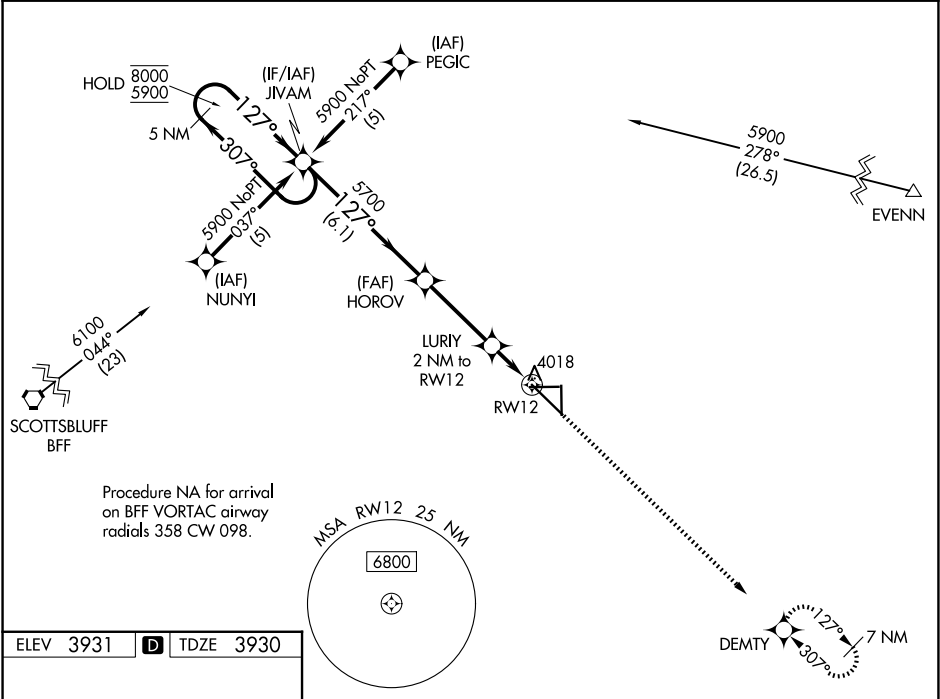 (IAF)
PEGIC
HOLD 8000
5900
(IF/IAF)
JIVAM
5900 NoPT
217°
(5)
127°
5 NM
307°
5900
278°
(26.5)
EVENN
5900 NoPT
037°
(5)
5700
127°
(6.1)
(IAF)
NUNYI
(FAF)
HOROV
6100
044°
(23)
LURIY
2 NM to
RW12
4018
RW12
SCOTTSBLUFF
BFF
Procedure NA for arrival
on BFF VORTAC airway
radials 358 CW 098.
MSA RW12 25 NM
6800
DEMTY
127°
307°
7 NM
ELEV 3931 D TDZE 3930